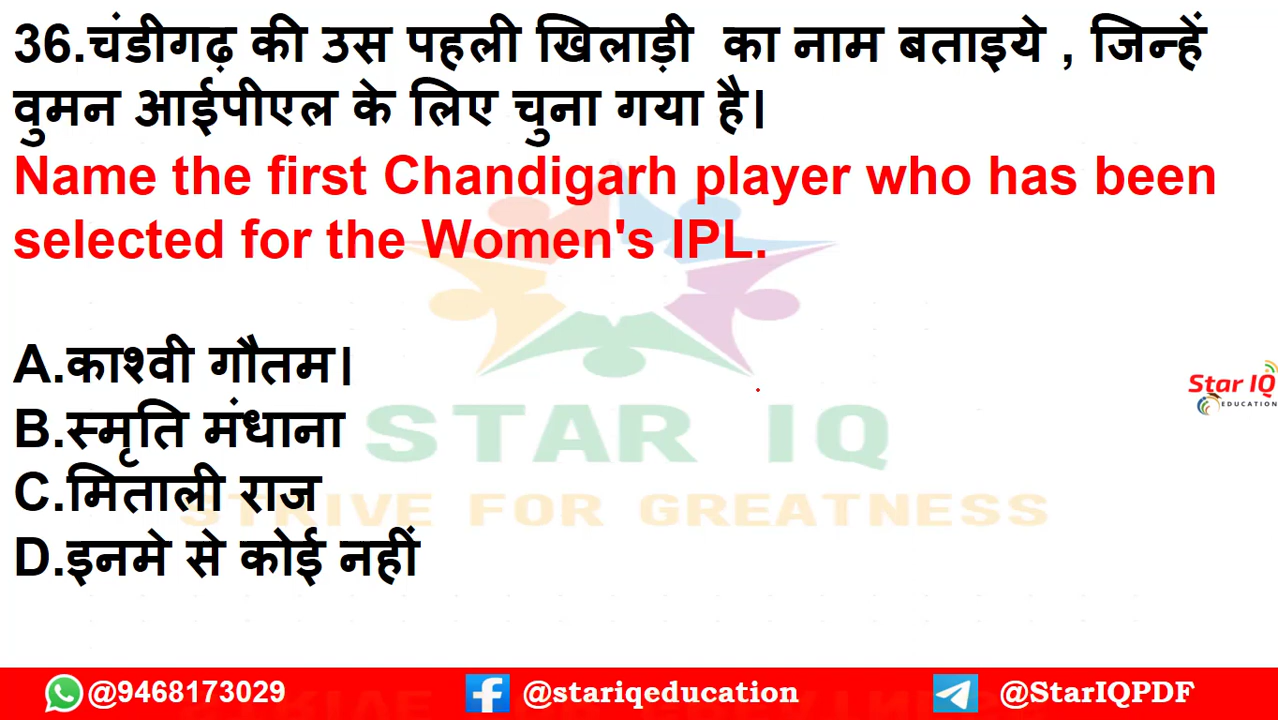 36.चंडीगढ़ की उस पहली खिलाड़ी का नाम बताइये , जिन्हें
वुमन आईपीएल के लिए चुना गया है।
Name the first Chandigarh player who has been
selected for the Women's IPL.
A.काश्वी गौतम।
B.स्मृति मंधाना
C.मिताली राज
D.इनमे से कोई नहीं
STAR IQ
STRIVE FOR GREATNESS
Star IQ
EDUCATION
@9468173029 @stariqeducation @StarIQPDF